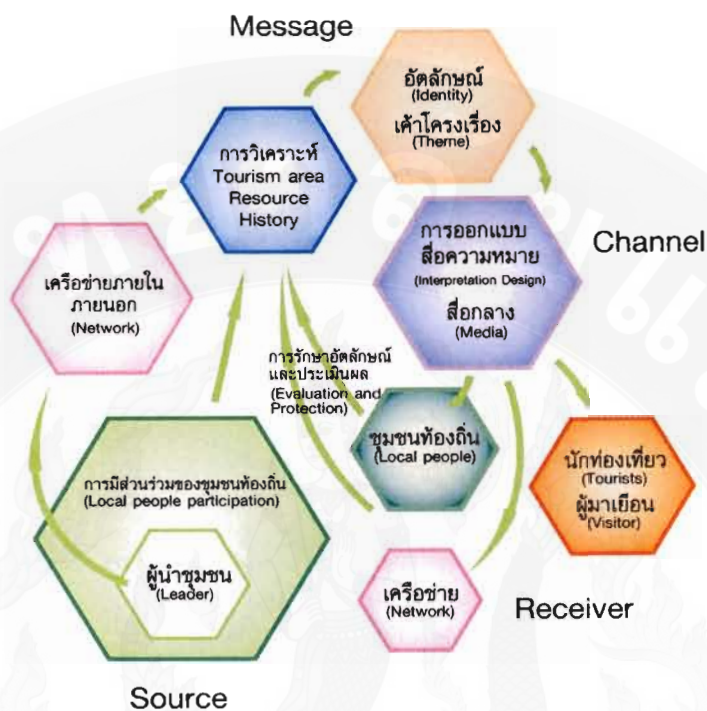 Message
อัตลักษณ์
(Identity)
เค้าโครงเรื่อง
(Theme)
การวิเคราะห์
Tourism area
Resource
History
การออกแบบ
สื่อความหมาย
(Interpretation Design)
สื่อกลาง
(Media)
Channel
เครือข่ายภายใน
ภายนอก
(Network)
การรักษาอัตลักษณ์
และประเมินผล
(Evaluation and
Protection)
ชุมชนท้องถิ่น
(Local people)
นักท่องเที่ยว
(Tourists)
ผู้มาเยือน
(Visitor)
การมีส่วนร่วมของชุมชนท้องถิ่น
(Local people participation)
ผู้นำชุมชน
(Leader)
เครือข่าย
(Network)
Receiver
Source